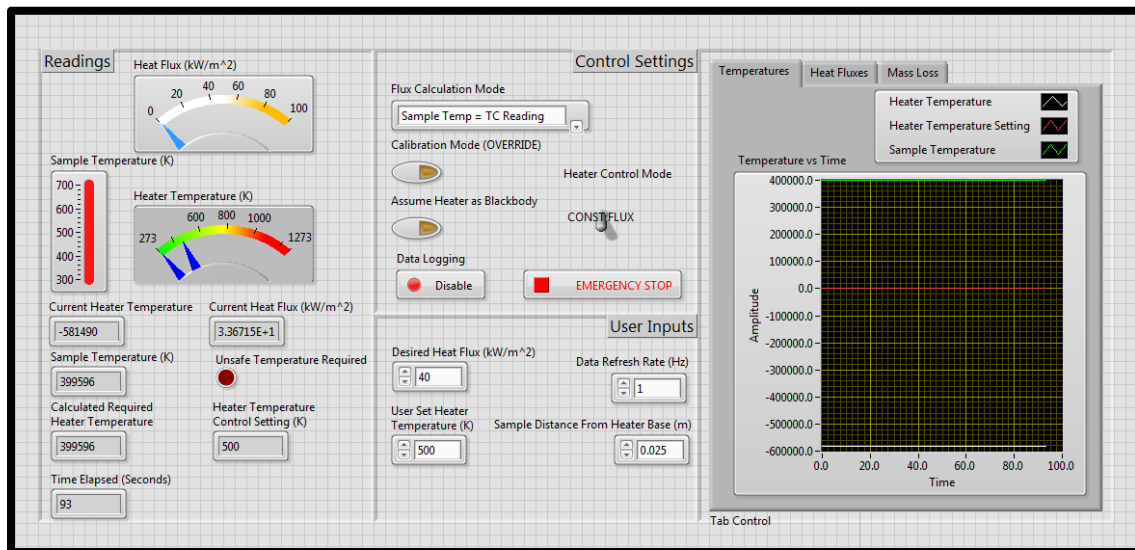 Readings
Heat Flux (kW/m^2)
0 20 40 60 80 100
Sample Temperature (K)
700
600
500
400
300
Heater Temperature (K)
273 600 800 1000 1273
Current Heater Temperature
-581490
Current Heat Flux (kW/m^2)
3.36715E+1
Sample Temperature (K)
399596
Unsafe Temperature Required
Calculated Required
Heater Temperature
399596
Heater Temperature
Control Setting (K)
500
Time Elapsed (Seconds)
93
Control Settings
Flux Calculation Mode
Sample Temp = TC Reading
Calibration Mode (OVERRIDE)
Heater Control Mode
Assume Heater as Blackbody
CONST FLUX
Data Logging
Disable
EMERGENCY STOP
User Inputs
Desired Heat Flux (kW/m^2)
40
Data Refresh Rate (Hz)
1
User Set Heater
Temperature (K)
500
Sample Distance From Heater Base (m)
0.025
Temperatures
Heat Fluxes
Mass Loss
Heater Temperature
Heater Temperature Setting
Sample Temperature
Temperature vs Time
400000.0
300000.0
200000.0
100000.0
0.0
-100000.0
-200000.0
-300000.0
-400000.0
-500000.0
-600000.0
Amplitude
0.0 20.0 40.0 60.0 80.0 100.0
Time
Tab Control